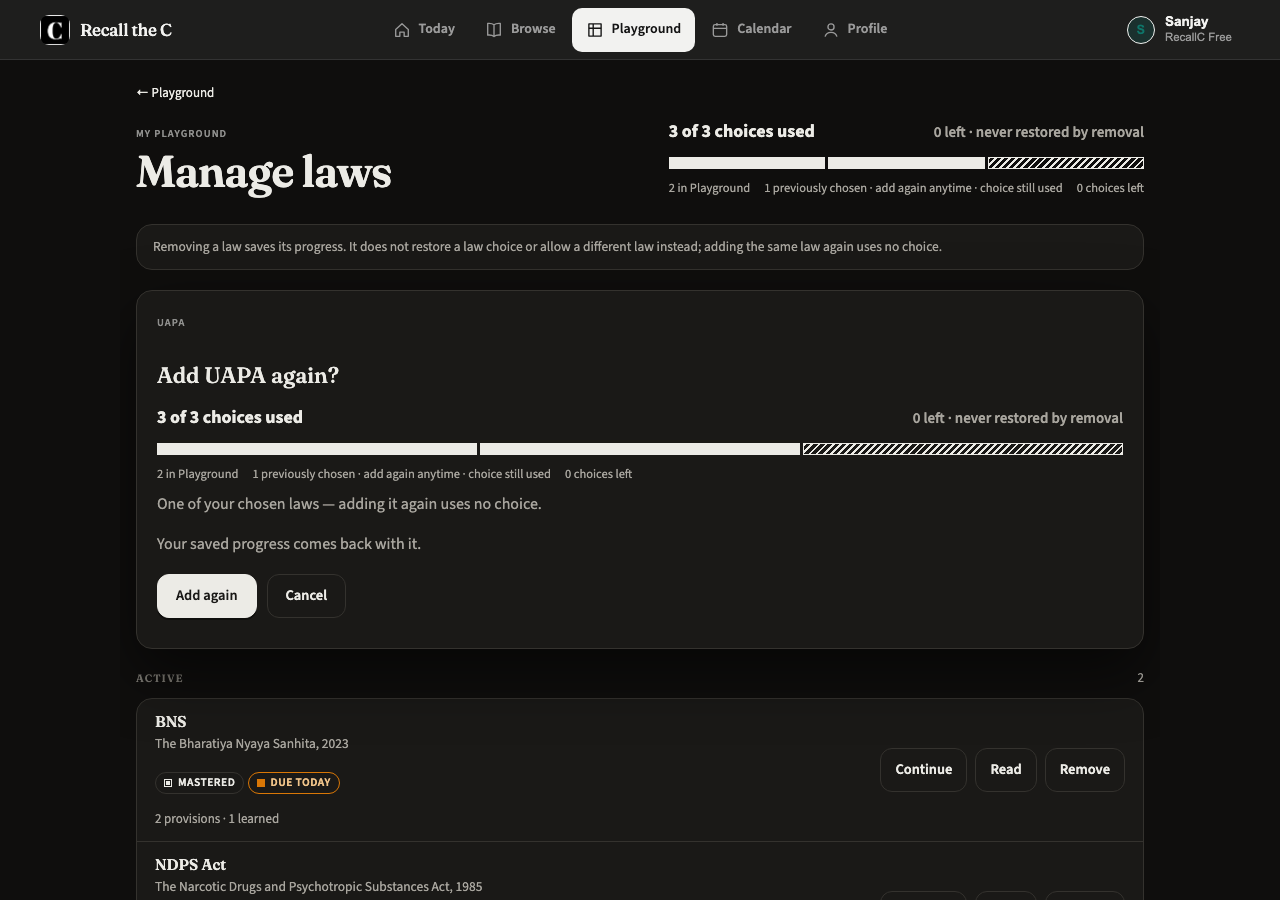 C Recall the C
Today
Browse
Playground
Calendar
Profile
S
Sanjay
RecallC Free
← Playground
MY PLAYGROUND
Manage laws
3 of 3 choices used
0 left · never restored by removal
2 in Playground
1 previously chosen · add again anytime · choice still used
0 choices left
Removing a law saves its progress. It does not restore a law choice or allow a different law instead; adding the same law again uses no choice.
UAPA
Add UAPA again?
3 of 3 choices used
0 left · never restored by removal
2 in Playground
1 previously chosen · add again anytime · choice still used
0 choices left
One of your chosen laws — adding it again uses no choice.
Your saved progress comes back with it.
Add again
Cancel
ACTIVE
2
BNS
The Bharatiya Nyaya Sanhita, 2023
MASTERED
DUE TODAY
2 provisions · 1 learned
Continue
Read
Remove
NDPS Act
The Narcotic Drugs and Psychotropic Substances Act, 1985